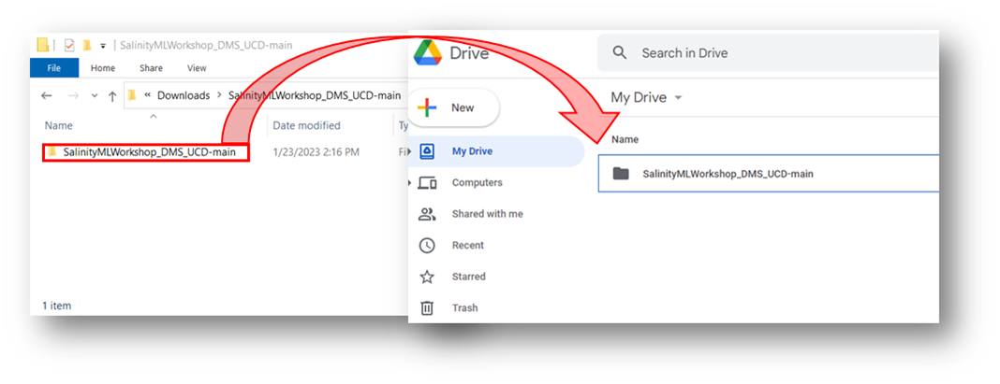 SalinityMLWorkshop_DMS_UCD-main
File Home Share View
« Downloads > SalinityMLWorkshop_DMS_UCD-main
Name Date modified Ty
SalinityMLWorkshop_DMS_UCD-main 1/23/2023 2:16 PM Fil
1 item
Drive
Search in Drive
New
My Drive
Name
My Drive
SalinityMLWorkshop_DMS_UCD-main
Computers
Shared with me
Recent
Starred
Trash